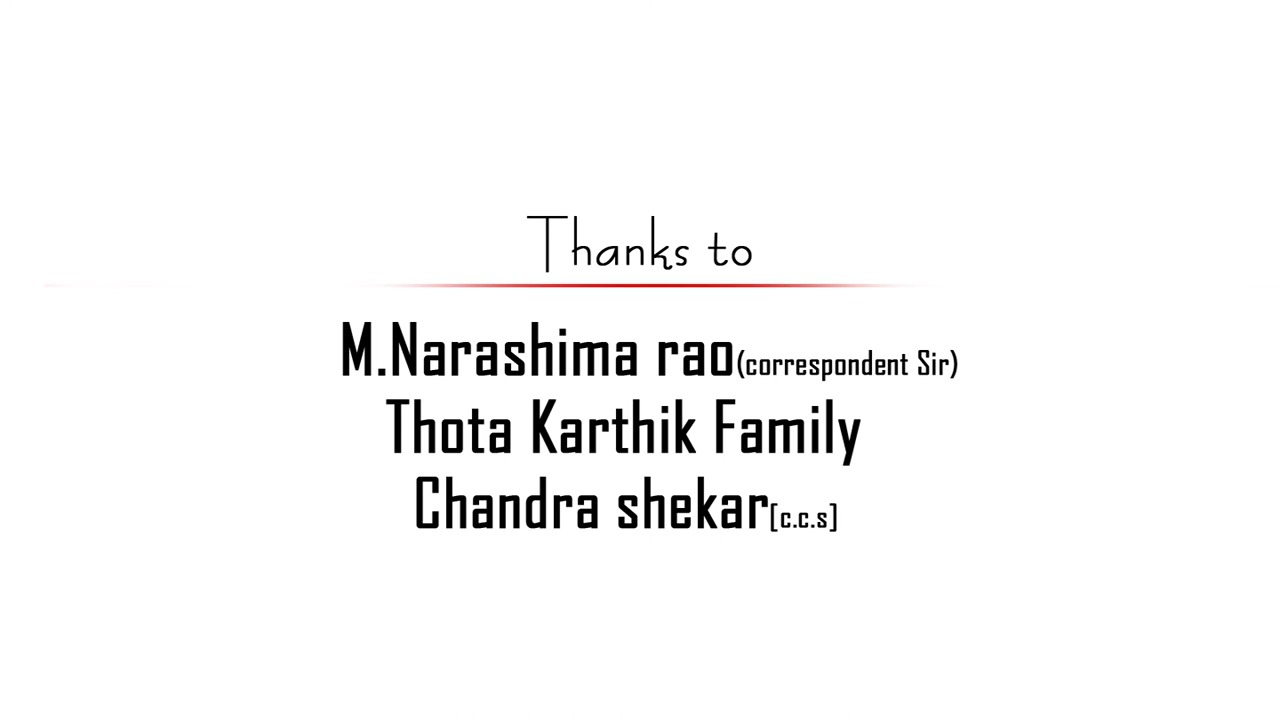 Thanks to
M.Narashima rao(correspondent Sir)
Thota Karthik Family
Chandra shekar[c.c.s]